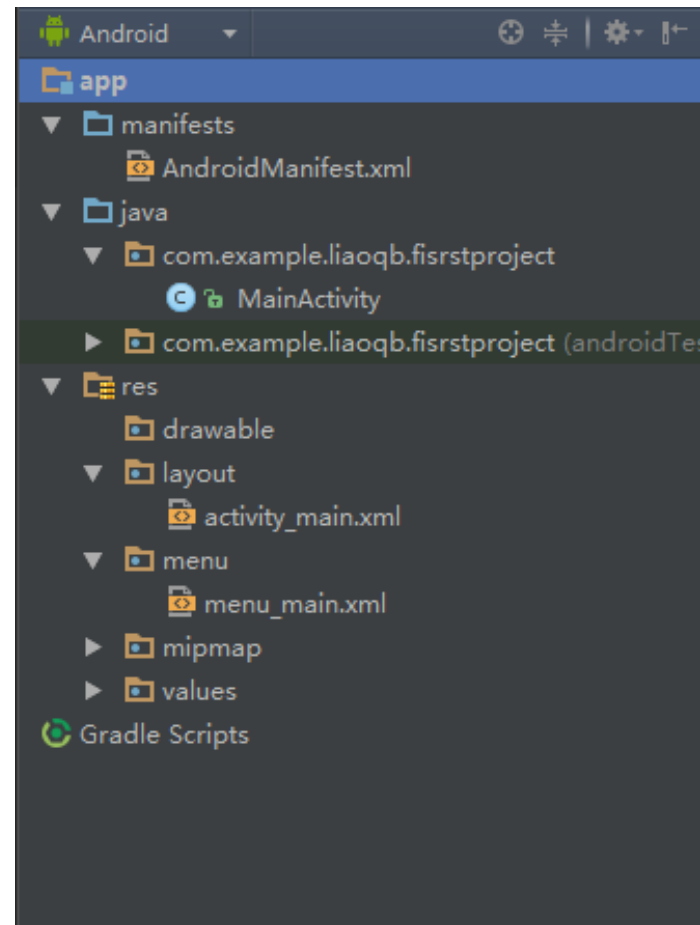 Android
app
manifests
AndroidManifest.xml
java
com.example.liaoqb.fisrstproject
MainActivity
com.example.liaoqb.fisrstproject (androidTes
res
drawable
layout
activity_main.xml
menu
menu_main.xml
mipmap
values
Gradle Scripts